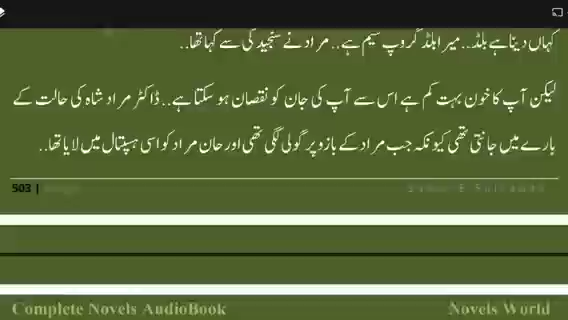 کہاں دینا ہے بلڈ.. میرا بلڈ گروپ سیم ہے.. مراد نے سنجیدگی سے کہا تھا..
لیکن آپ کا خون بہت کم ہے اس سے آپ کی جان کو نقصان ہو سکتا ہے.. ڈاکٹر مراد شاہ کی حالت کے
بارے میں جانتی تھی کیونکہ جب مراد کے بازو پر گولی لگی تھی اور حان مراد کو اسی ہسپتال میں لایا تھا..
503 |
Complete Novels AudioBook Novels World